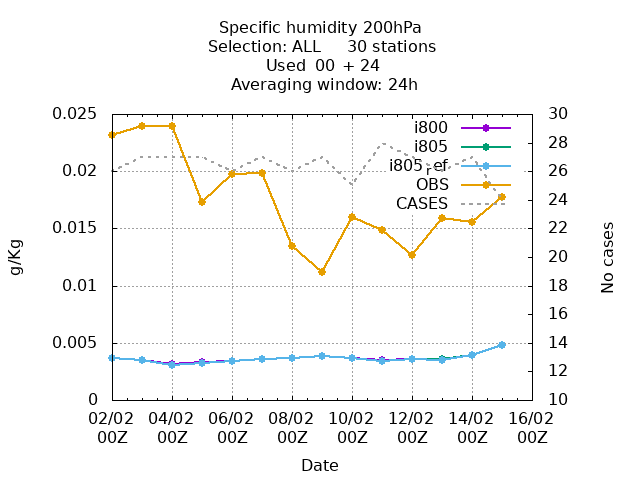 Specific humidity 200hPa
Selection: ALL     30 stations
Used  00  + 24
Averaging window: 24h
0.025
0.02
0.015
0.01
0.005
0
g/Kg
30
28
26
24
22
20
18
16
14
12
10
No cases
i800
i805
i805ref
OBS
CASES
02/02 04/02 06/02 08/02 10/02 12/02 14/02 16/02
00Z 00Z 00Z 00Z 00Z 00Z 00Z 00Z
Date